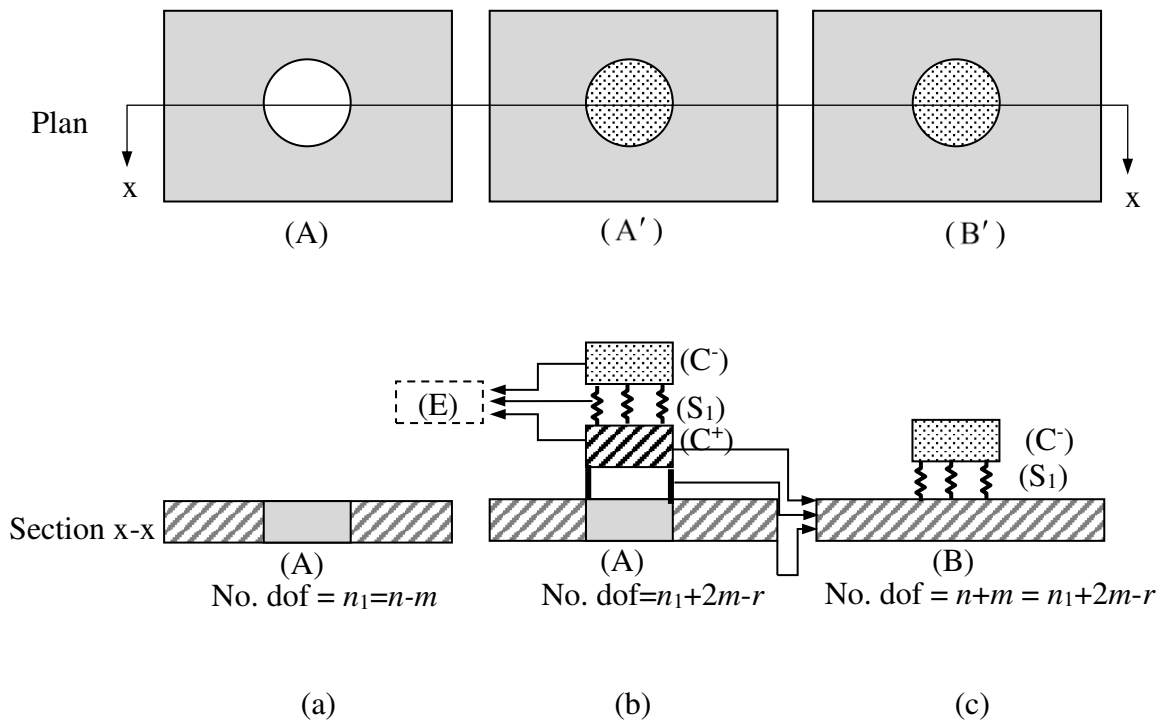 Plan
x
x
(A)
(A′)
(B′)
(C⁻)
(E)
(S₁)
(C⁺)
(C⁻)
(S₁)
Section x-x
(A)
(A)
(B)
No. dof = n₁=n-m
No. dof=n₁+2m-r
No. dof = n+m = n₁+2m-r
(a)
(b)
(c)